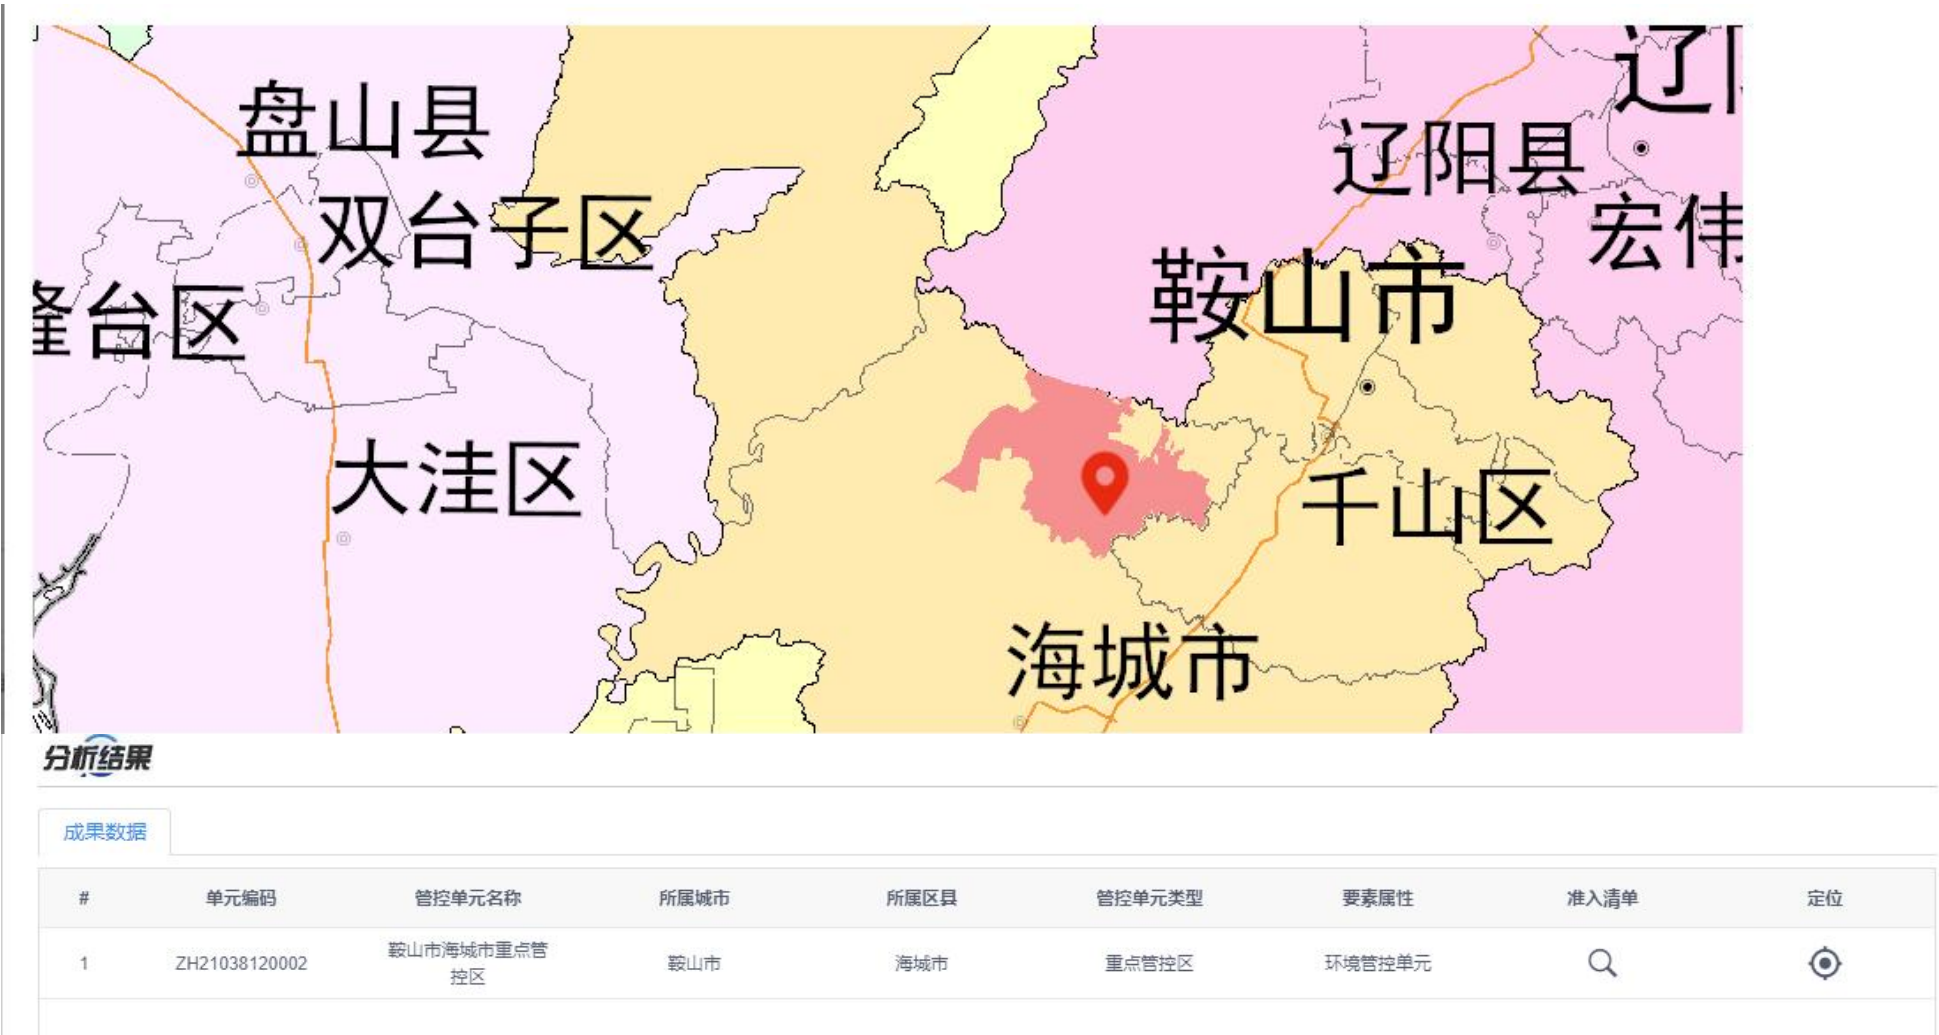 盘山县
辽阳县
双台子区
宏伟
鞍山市
隆台区
大洼区
千山区
海城市
分析结果
成果数据
# 单元编码 管控单元名称 所属城市 所属区县 管控单元类型 要素属性 准入清单 定位
1 ZH21038120002 鞍山市海城市重点管 鞍山市 海城市 重点管控区 环境管控单元
控区